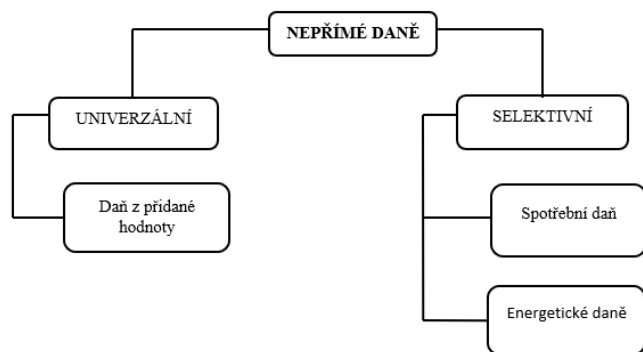 NEPŘÍMÉ DANĚ
UNIVERZÁLNÍ
SELEKTIVNÍ
Daň z přidané
hodnoty
Spotřební daň
Energetické daně